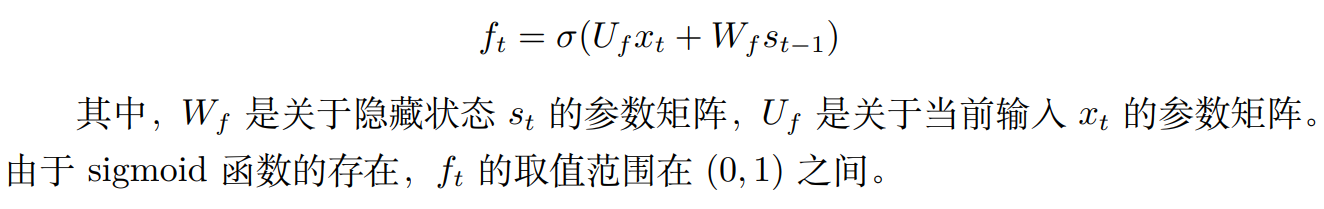 f_t = σ(U_f x_t + W_f s_{t−1})
其中，W_f 是关于隐藏状态 s_t 的参数矩阵，U_f 是关于当前输入 x_t 的参数矩阵。
由于 sigmoid 函数的存在，f_t 的取值范围在 (0, 1) 之间。